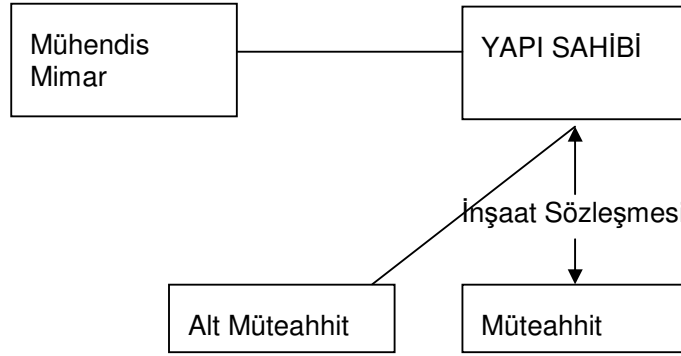 Mühendis
Mimar
YAPI SAHİBİ
İnşaat Sözleşmesi
Alt Müteahhit
Müteahhit